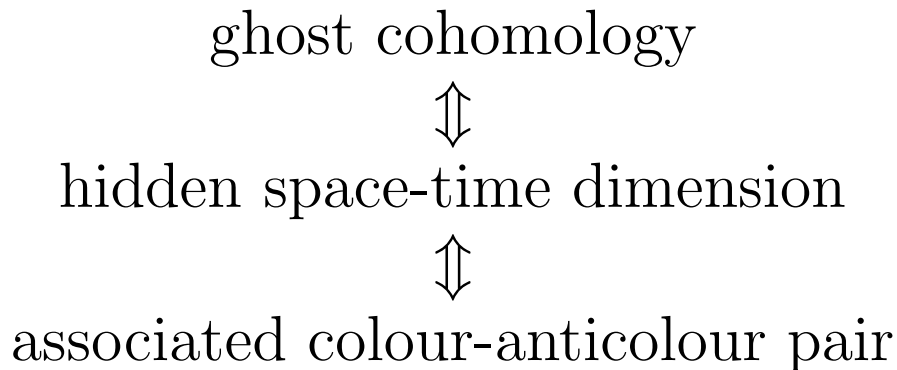 ghost cohomology
⇕
hidden space-time dimension
⇕
associated colour-anticolour pair